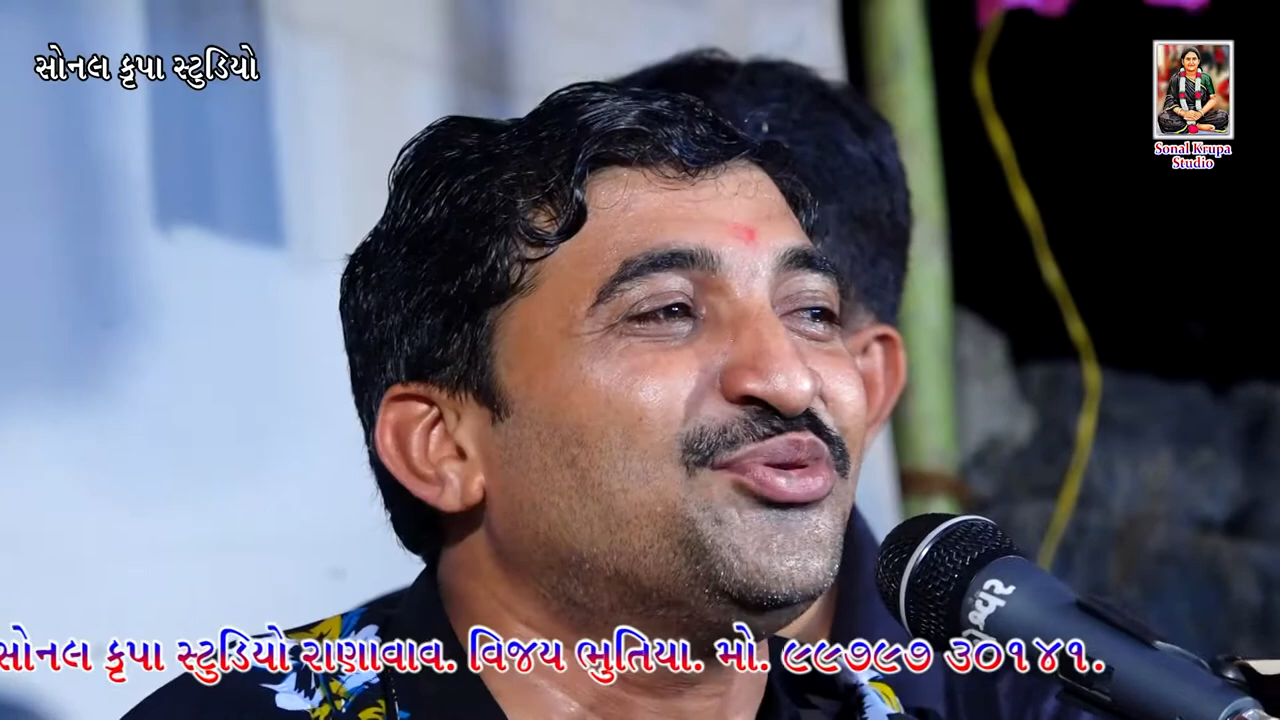 સોનલ કૃપા સ્ટુડિયો
Sonal Krupa
Studio
સોનલ કૃપા સ્ટુડિયો રાણાવાવ. વિજય ભુતિયા. મો. ૯૯૭૯૭ ૩૦૧૪૧.